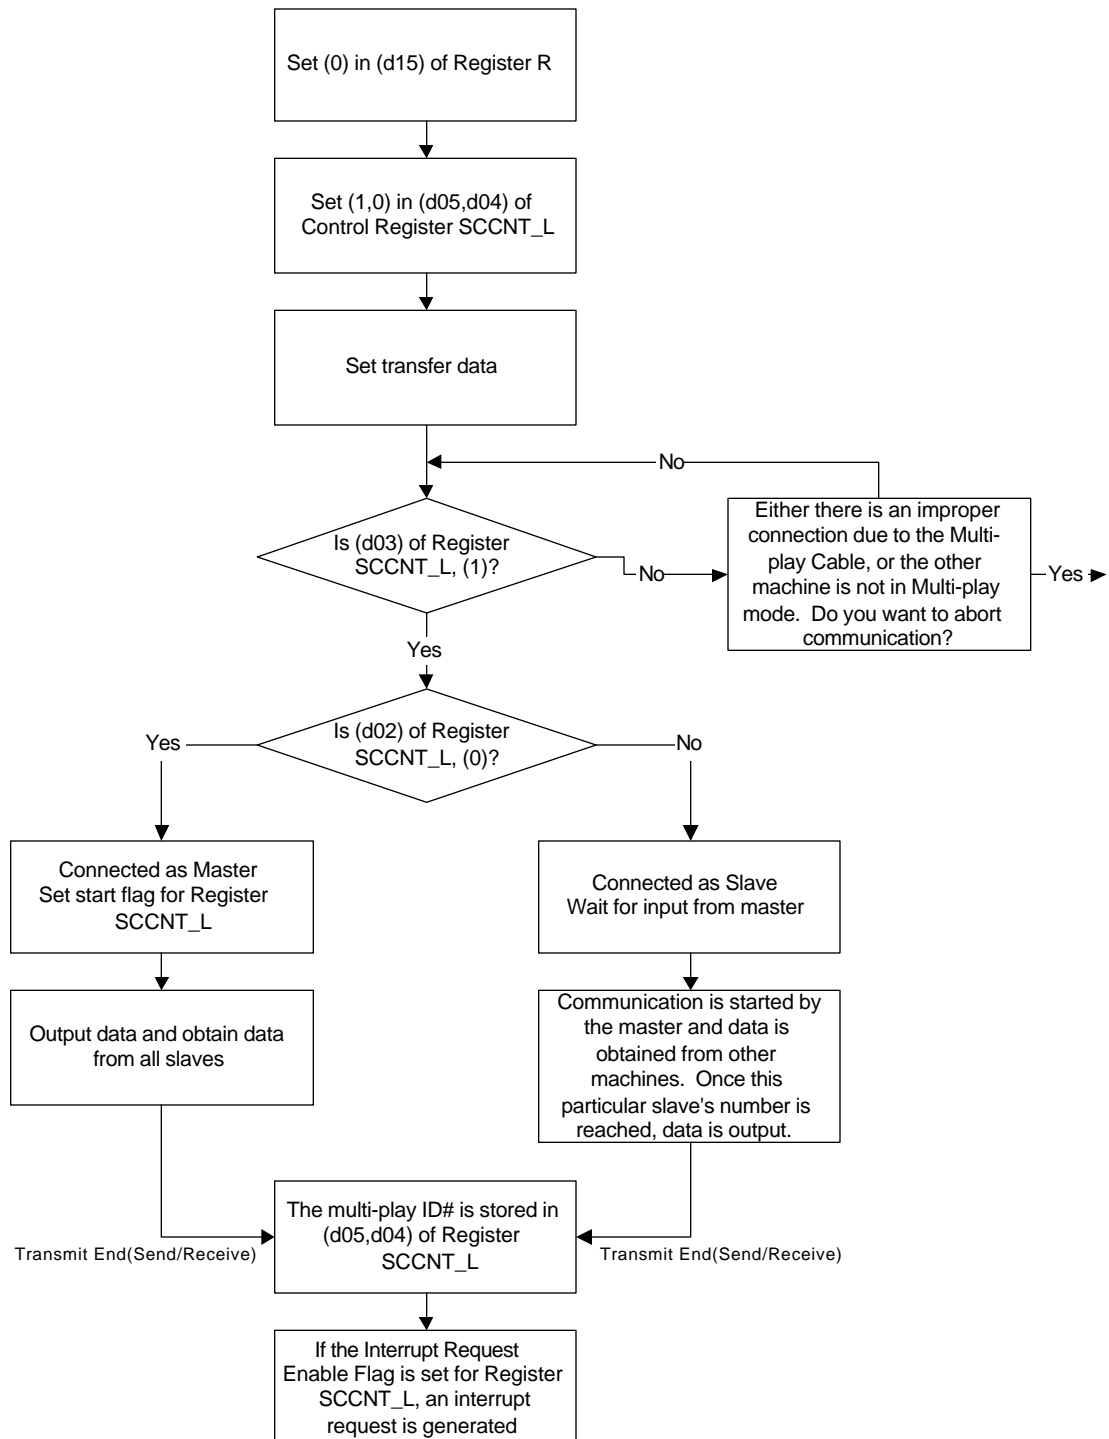 Set (0) in (d15) of Register R
Set (1,0) in (d05,d04) of
Control Register SCCNT_L
Set transfer data
No
Is (d03) of Register
SCCNT_L, (1)?
No
Either there is an improper
connection due to the Multi-
play Cable, or the other
machine is not in Multi-play
mode.  Do you want to abort
communication?
Yes
Yes
Is (d02) of Register
SCCNT_L, (0)?
Yes
No
Connected as Master
Set start flag for Register
SCCNT_L
Connected as Slave
Wait for input from master
Output data and obtain data
from all slaves
Communication is started by
the master and data is
obtained from other
machines.  Once this
particular slave's number is
reached, data is output.
The multi-play ID# is stored in
(d05,d04) of Register
SCCNT_L
Transmit End(Send/Receive)
Transmit End(Send/Receive)
If the Interrupt Request
Enable Flag is set for Register
SCCNT_L, an interrupt
request is generated